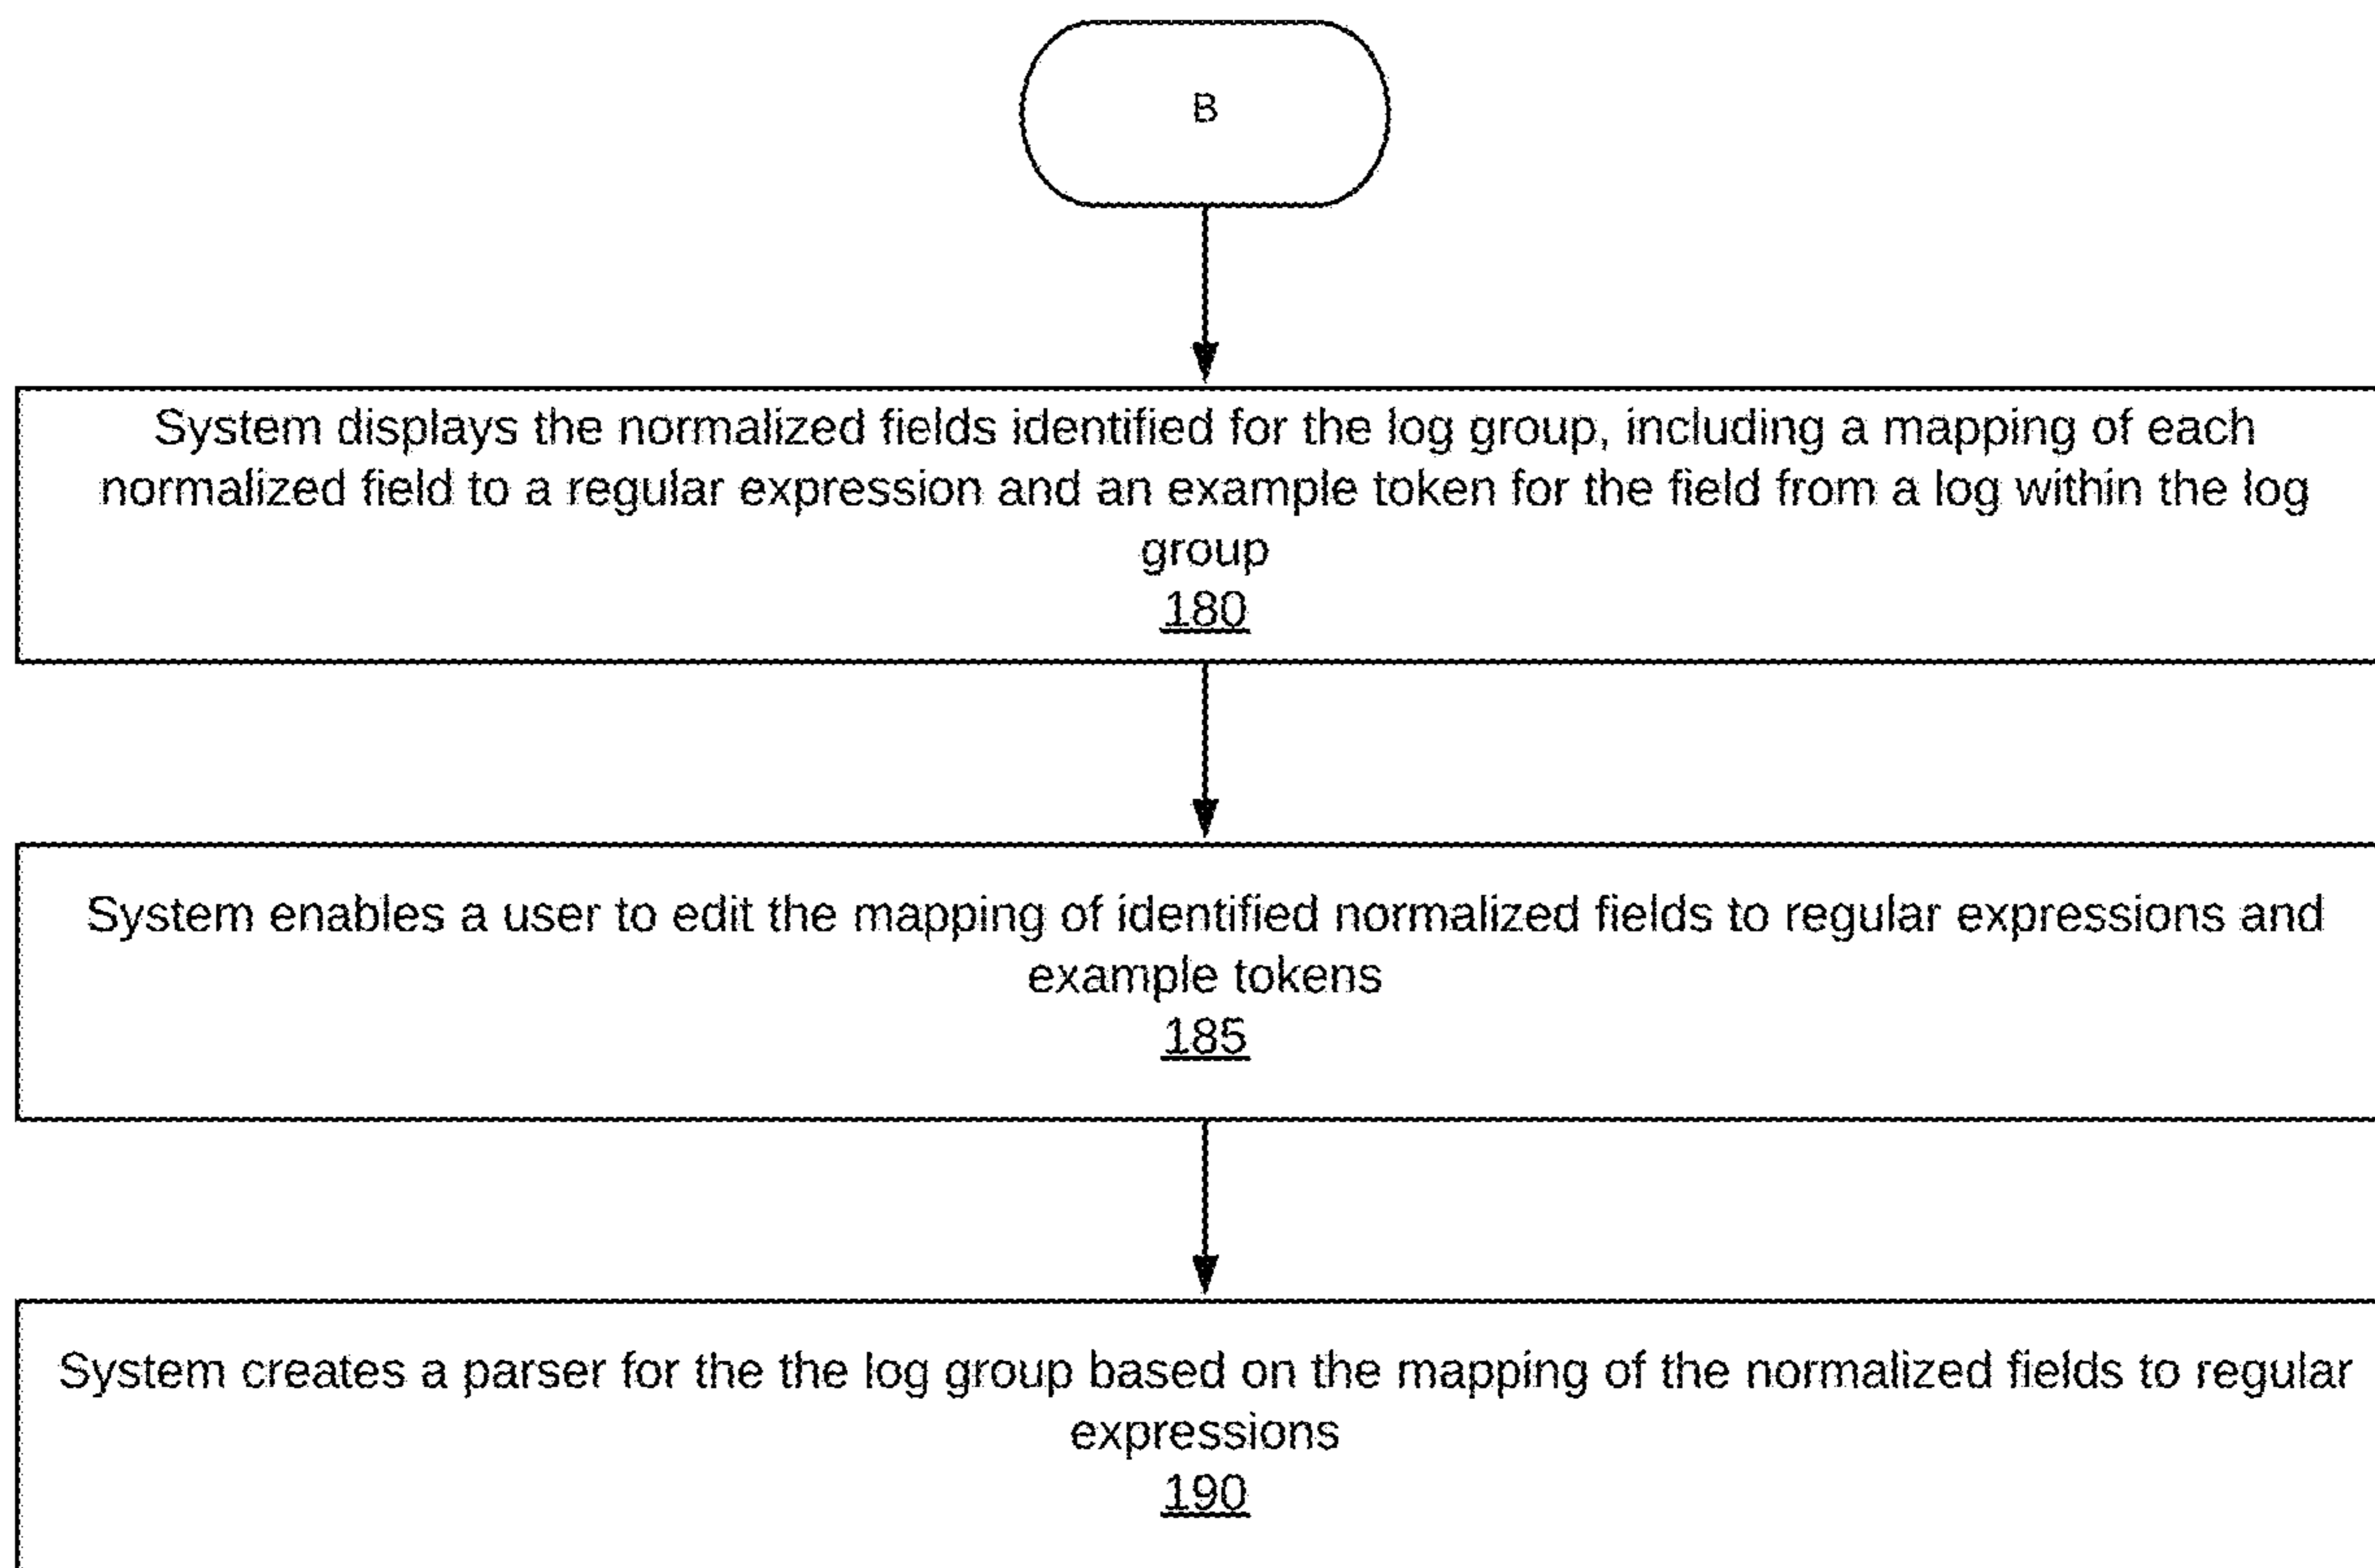 B
System displays the normalized fields identified for the log group, including a mapping of each
normalized field to a regular expression and an example token for the field from a log within the log
group
180
System enables a user to edit the mapping of identified normalized fields to regular expressions and
example tokens
185
System creates a parser for the the log group based on the mapping of the normalized fields to regular
expressions
190